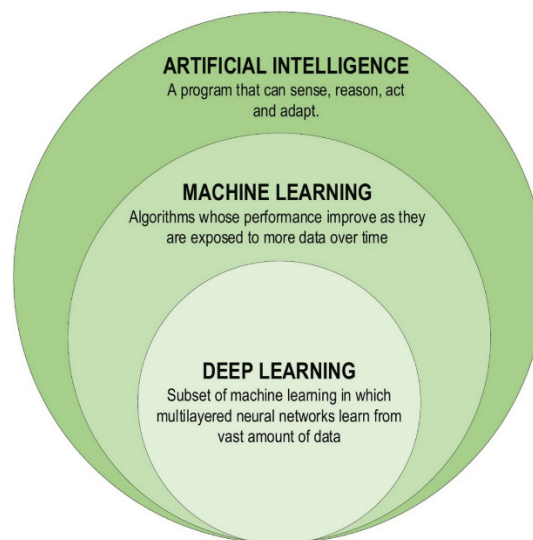 ARTIFICIAL INTELLIGENCE
A program that can sense, reason, act
and adapt.
MACHINE LEARNING
Algorithms whose performance improve as they
are exposed to more data over time
DEEP LEARNING
Subset of machine learning in which
multilayered neural networks learn from
vast amount of data